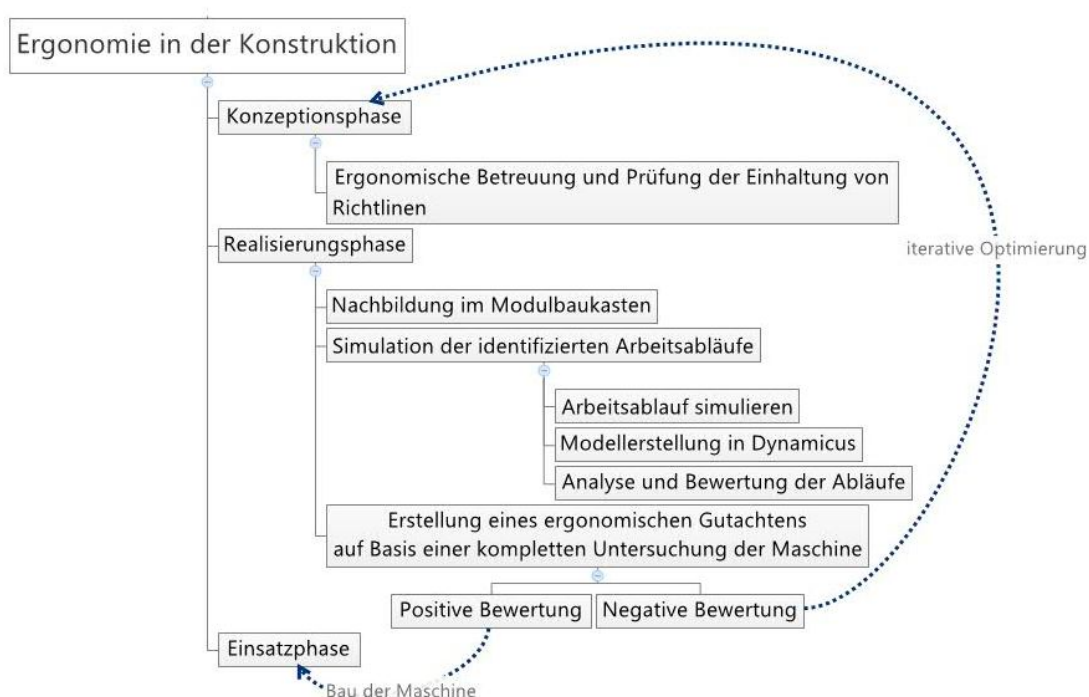 Ergonomie in der Konstruktion
Konzeptionsphase
Ergonomische Betreuung und Prüfung der Einhaltung von
Richtlinen
Realisierungsphase
iterative Optimierung
Nachbildung im Modulbaukasten
Simulation der identifizierten Arbeitsabläufe
Arbeitsablauf simulieren
Modellerstellung in Dynamicus
Analyse und Bewertung der Abläufe
Erstellung eines ergonomischen Gutachtens
auf Basis einer kompletten Untersuchung der Maschine
Positive Bewertung
Negative Bewertung
Einsatzphase
Bau der Maschine